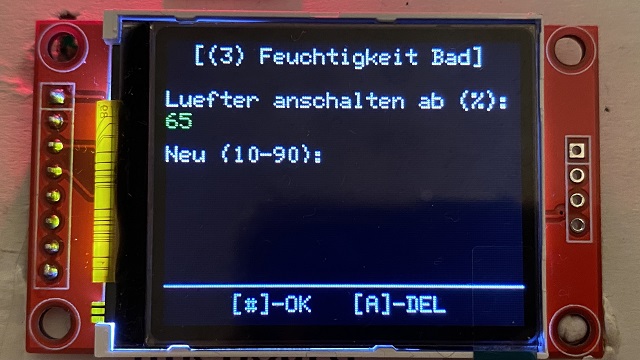 [(3) Feuchtigkeit Bad]
Luefter anschalten ab (%):
65
Neu (10-90):
[#]-OK [A]-DEL